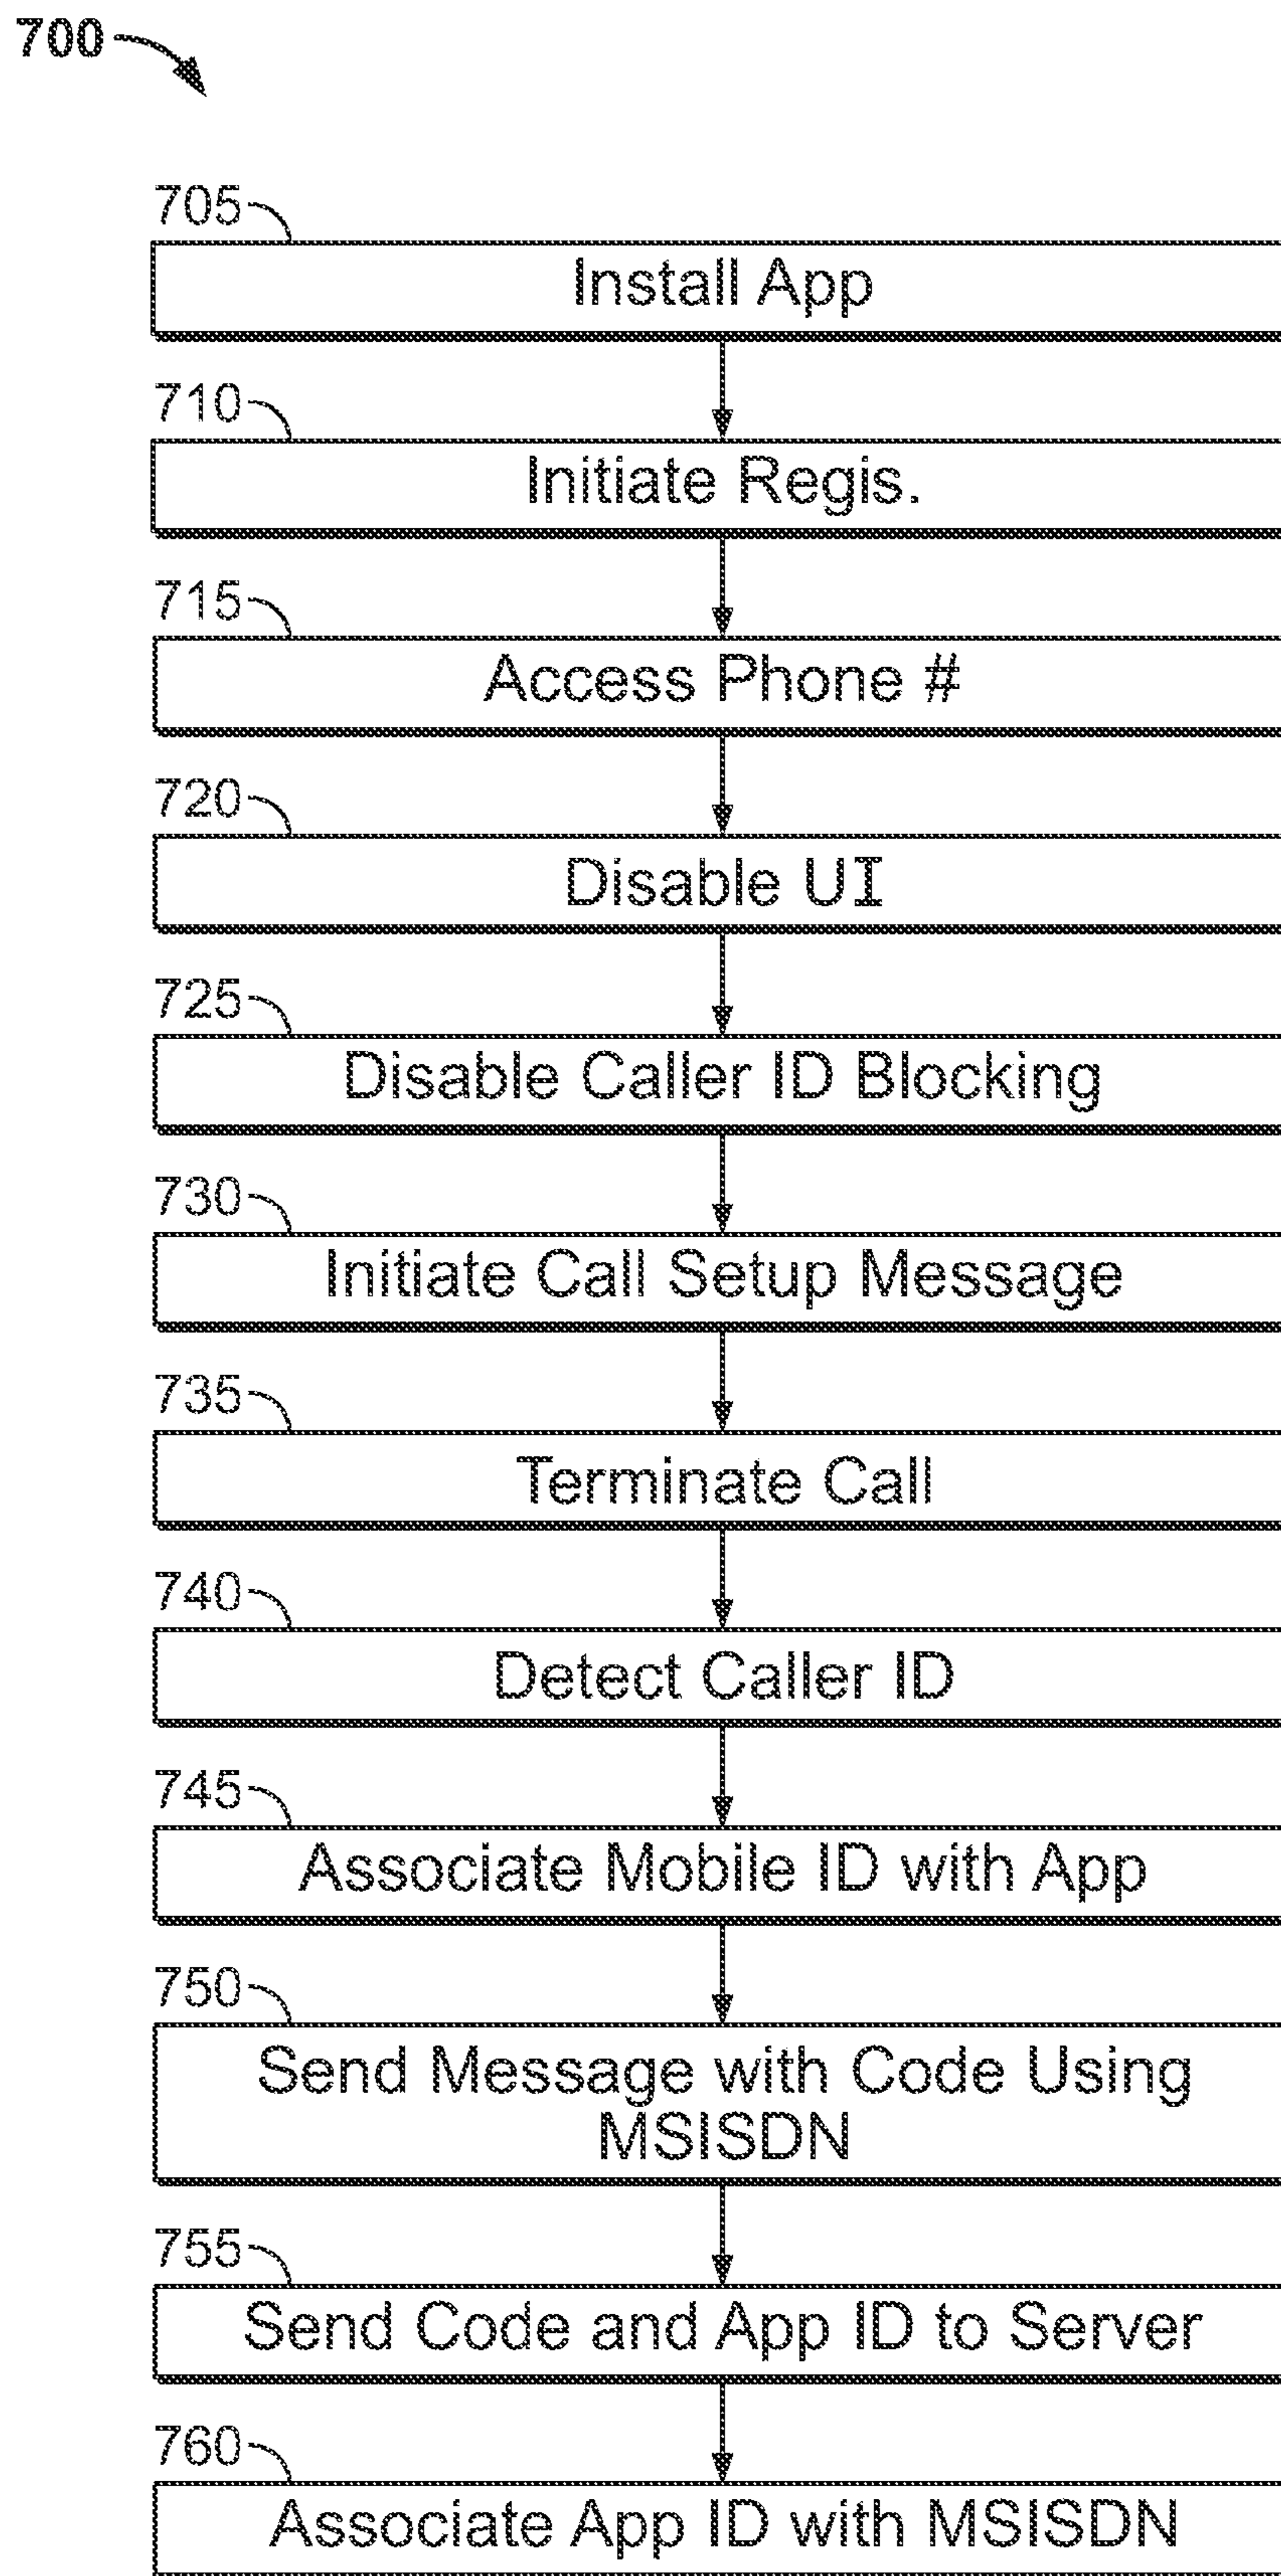 700
705
Install App
710
Initiate Regis.
715
Access Phone #
720
Disable UI
725
Disable Caller ID Blocking
730
Initiate Call Setup Message
735
Terminate Call
740
Detect Caller ID
745
Associate Mobile ID with App
750
Send Message with Code Using
MSISDN
755
Send Code and App ID to Server
760
Associate App ID with MSISDN